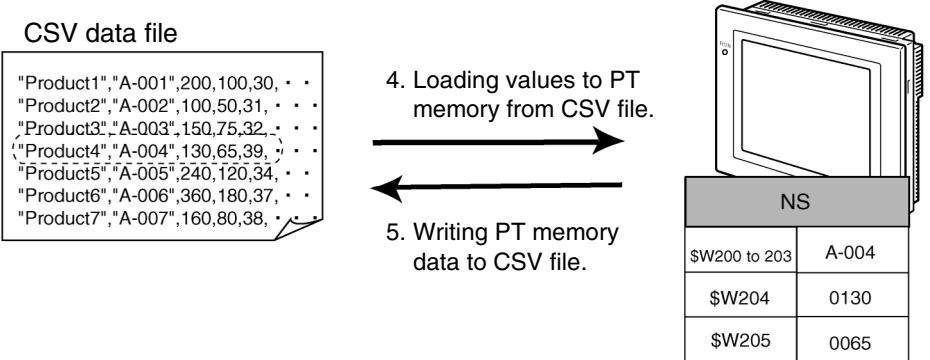 CSV data file
"Product1","A-001",200,100,30, · ·
"Product2","A-002",100,50,31, · · ·
"Product3","A-003",150,75,32, · · ·
"Product4","A-004",130,65,39, · · ·
"Product5","A-005",240,120,34, · ·
"Product6","A-006",360,180,37, · ·
"Product7","A-007",160,80,38, · · ·
4. Loading values to PT
memory from CSV file.
5. Writing PT memory
data to CSV file.
RUN
NS
$W200 to 203 A-004
$W204 0130
$W205 0065